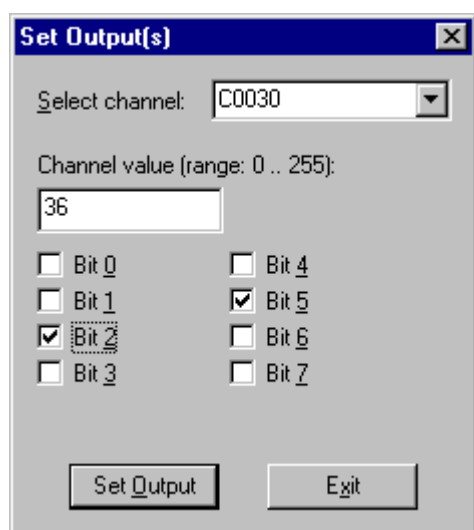 Set Output(s)
Select channel: C0030
Channel value (range: 0 .. 255):
36
Bit 0 Bit 4
Bit 1 Bit 5
Bit 2 Bit 6
Bit 3 Bit 7
Set Output Exit